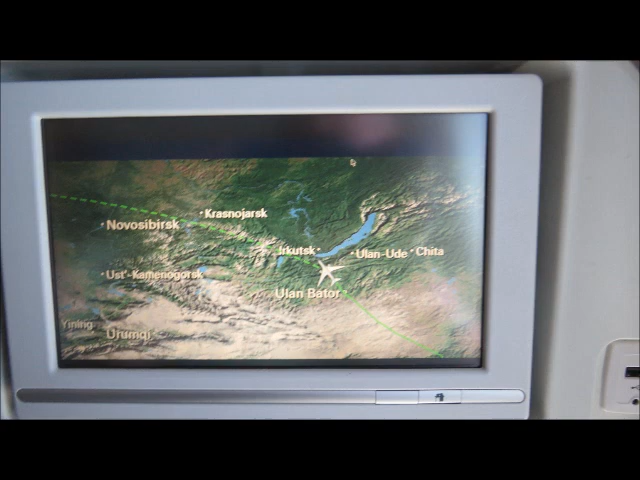 Krasnojarsk
Novosibirsk
Irkutsk
Ulan-Ude
Chita
Ust'-Kamenogorsk
Ulan Bator
Yining
Urumqi